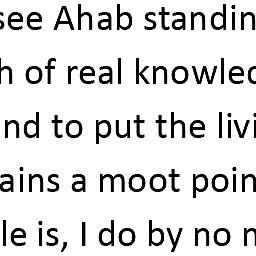 see Ahab standin
h of real knowled
nd to put the livi
ains a moot poin
le is, I do by no m